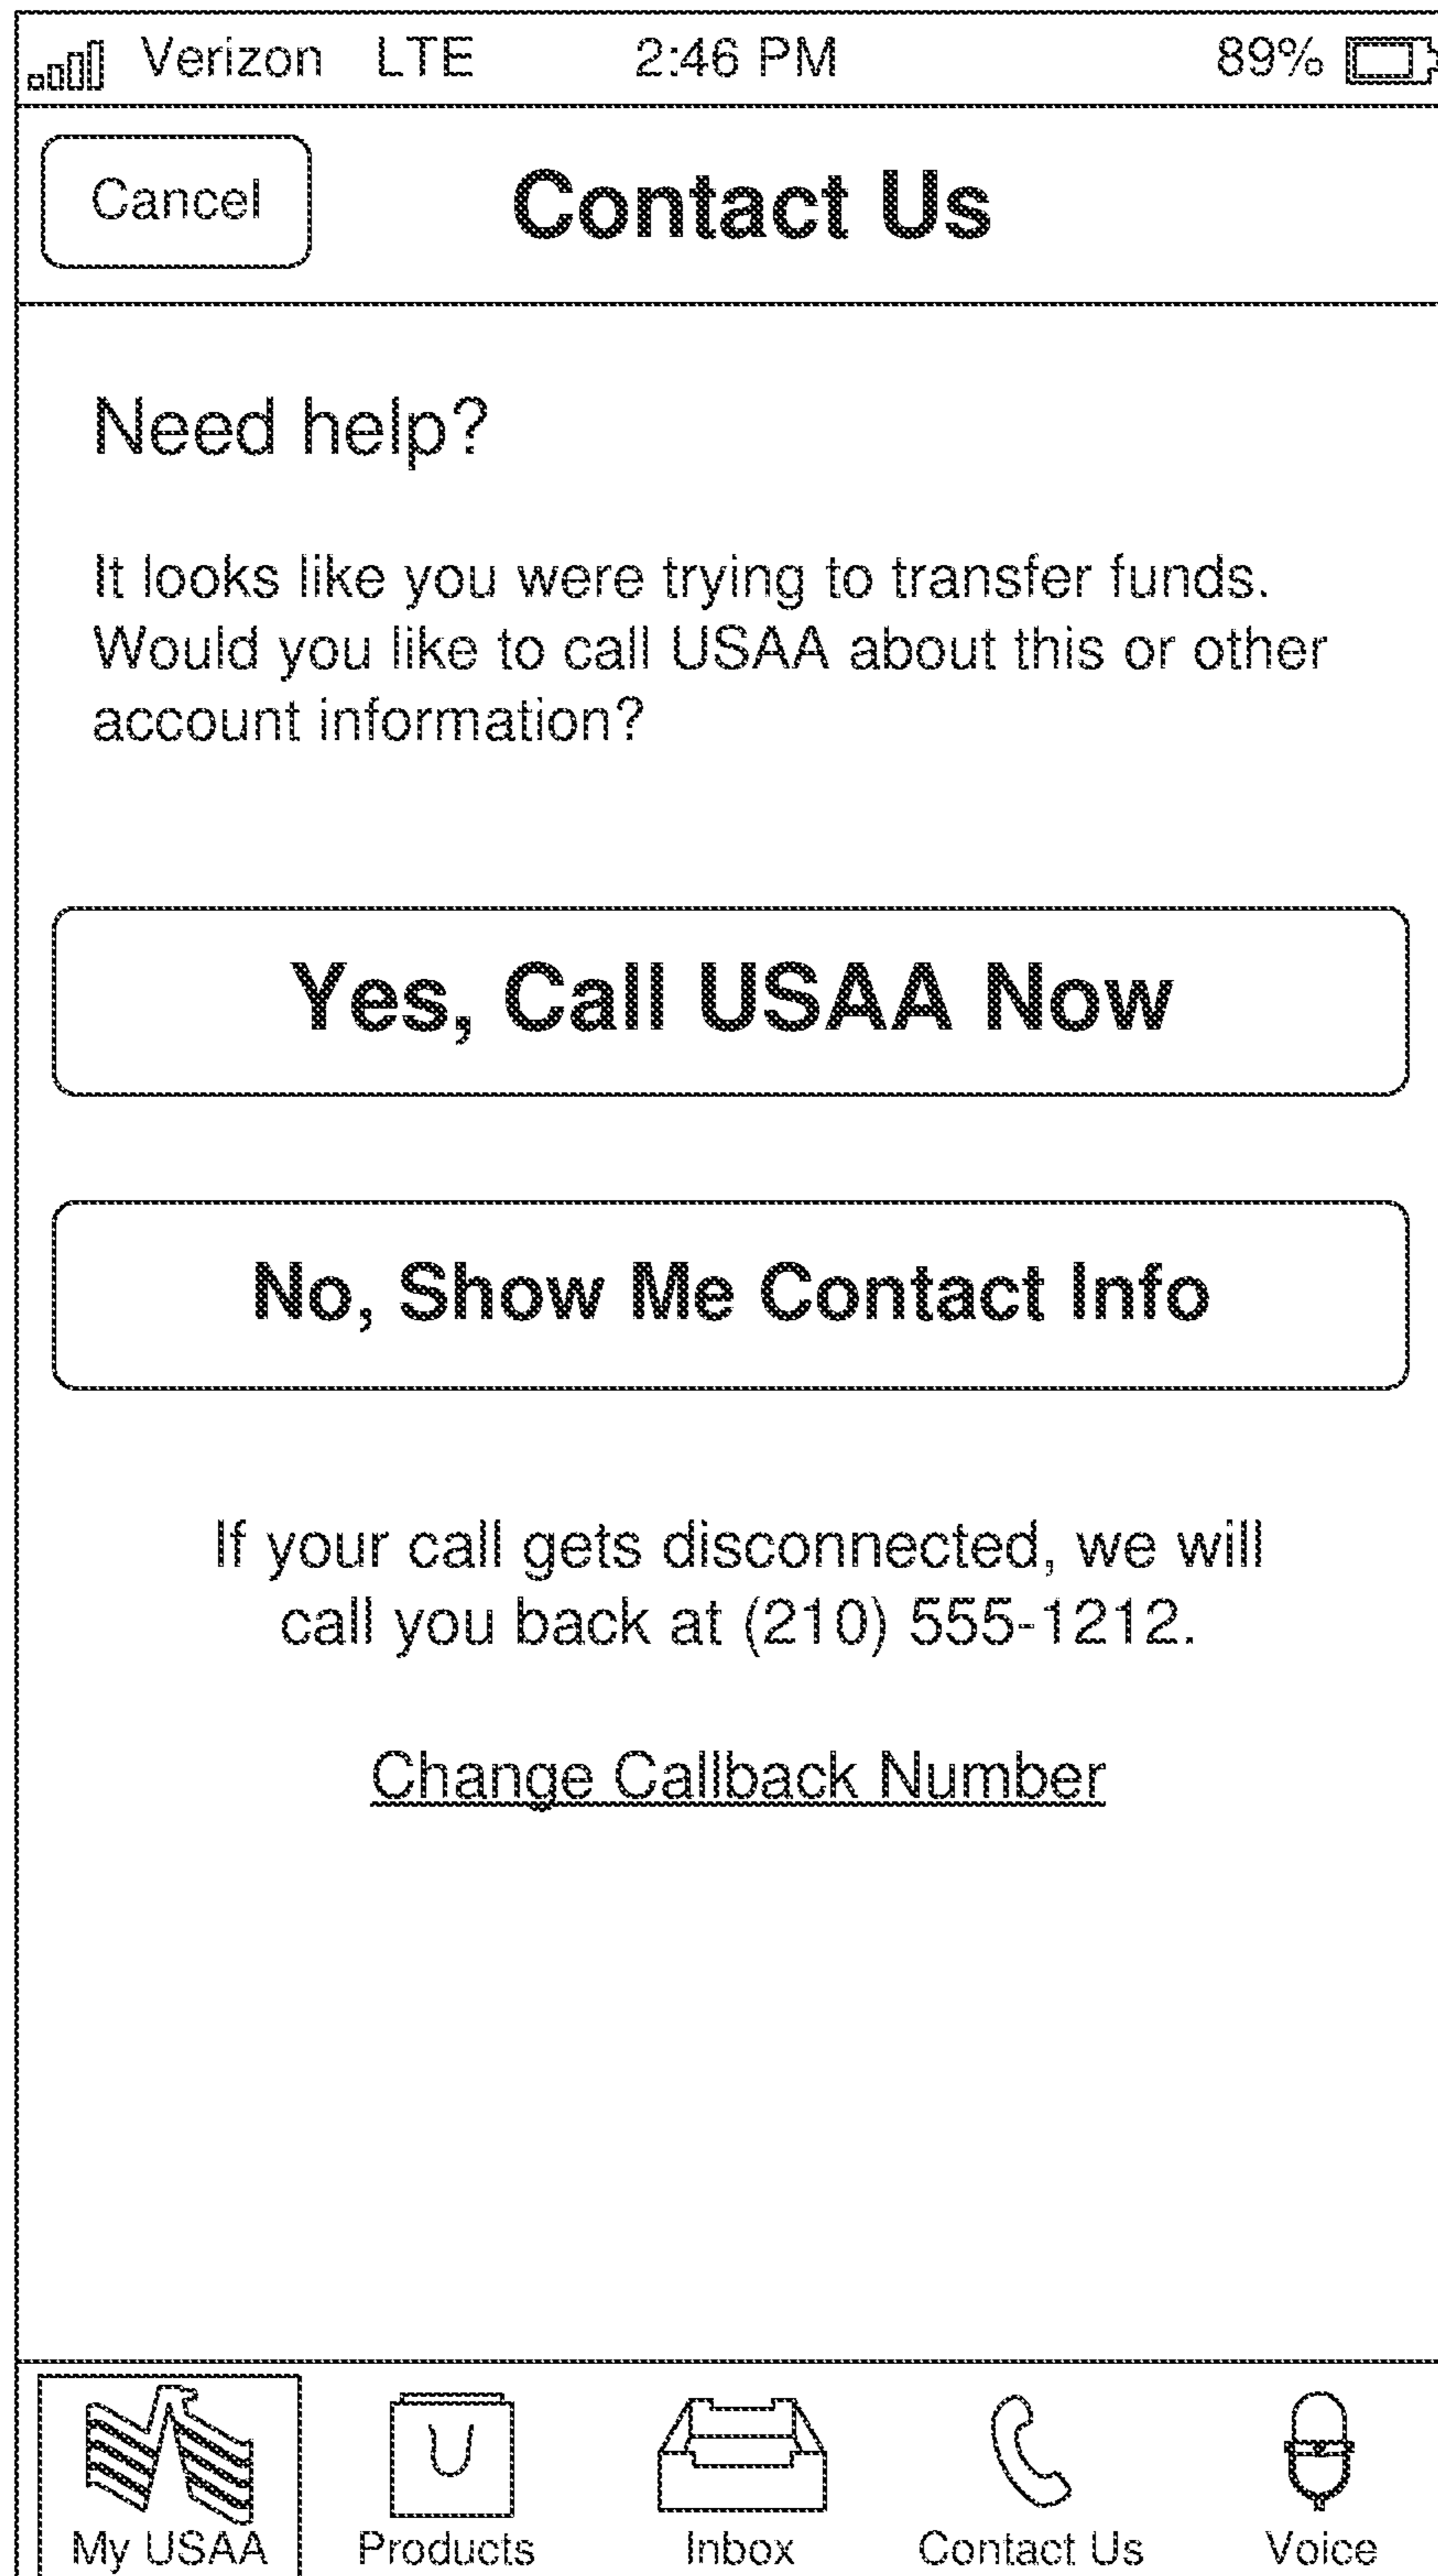 Verizon LTE 2:46 PM 89%
Cancel Contact Us
Need help?
It looks like you were trying to transfer funds.
Would you like to call USAA about this or other
account information?
Yes, Call USAA Now
No, Show Me Contact Info
If your call gets disconnected, we will
call you back at (210) 555-1212.
Change Callback Number
My USAA Products Inbox Contact Us Voice